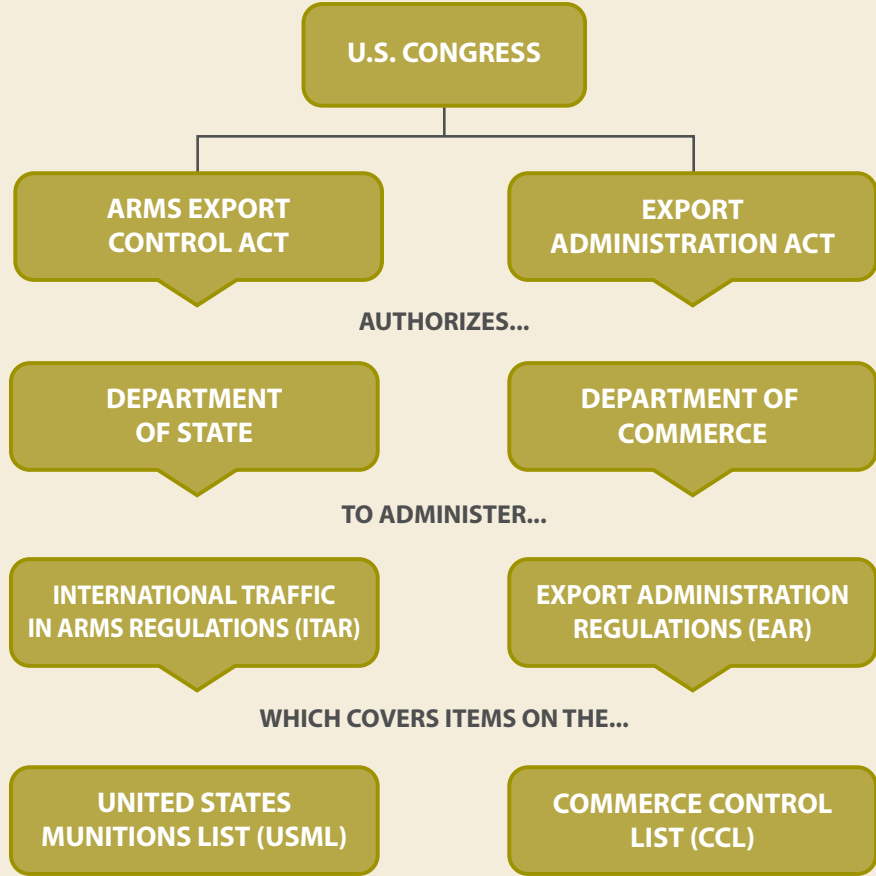 U.S. CONGRESS
ARMS EXPORT
CONTROL ACT
EXPORT
ADMINISTRATION ACT
AUTHORIZES...
DEPARTMENT
OF STATE
DEPARTMENT OF
COMMERCE
TO ADMINISTER...
INTERNATIONAL TRAFFIC
IN ARMS REGULATIONS (ITAR)
EXPORT ADMINISTRATION
REGULATIONS (EAR)
WHICH COVERS ITEMS ON THE...
UNITED STATES
MUNITIONS LIST (USML)
COMMERCE CONTROL
LIST (CCL)